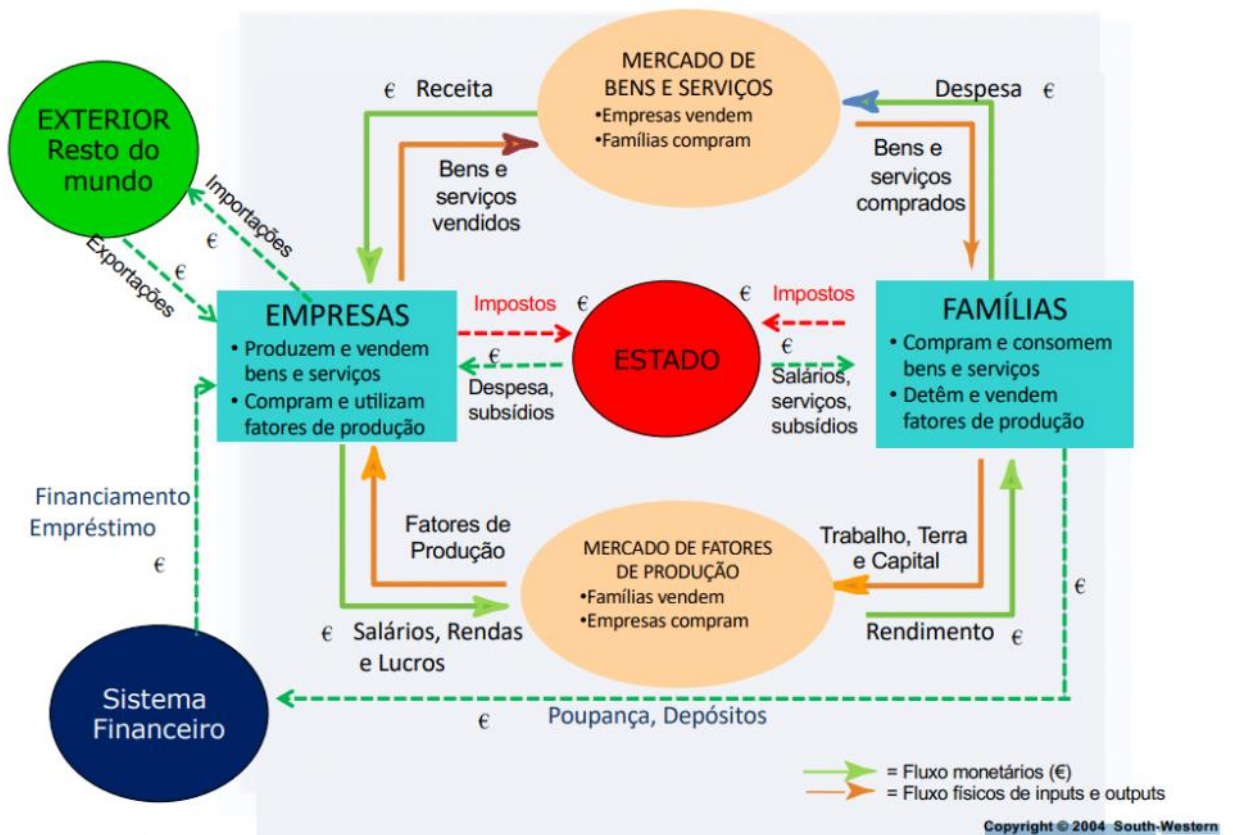 MERCADO DE
BENS E SERVIÇOS
•Empresas vendem
•Famílias compram
€ Receita
Despesa €
EXTERIOR
Resto do
mundo
Bens e
serviços
vendidos
Bens e
serviços
comprados
Importações
€
€
Exportações
EMPRESAS
• Produzem e vendem
bens e serviços
• Compram e utilizam
fatores de produção
Impostos
€
€
Despesa,
subsídios
ESTADO
€
Impostos
€
Salários,
serviços,
subsídios
FAMÍLIAS
• Compram e consomem
bens e serviços
• Detêm e vendem
fatores de produção
Financiamento
Empréstimo
€
Fatores de
Produção
MERCADO DE FATORES
DE PRODUÇÃO
•Famílias vendem
•Empresas compram
Trabalho, Terra
e Capital
€
€ Salários, Rendas
e Lucros
Rendimento €
Sistema
Financeiro
€
Poupança, Depósitos
= Fluxo monetários (€)
= Fluxo físicos de inputs e outputs
Copyright © 2004 South-Western